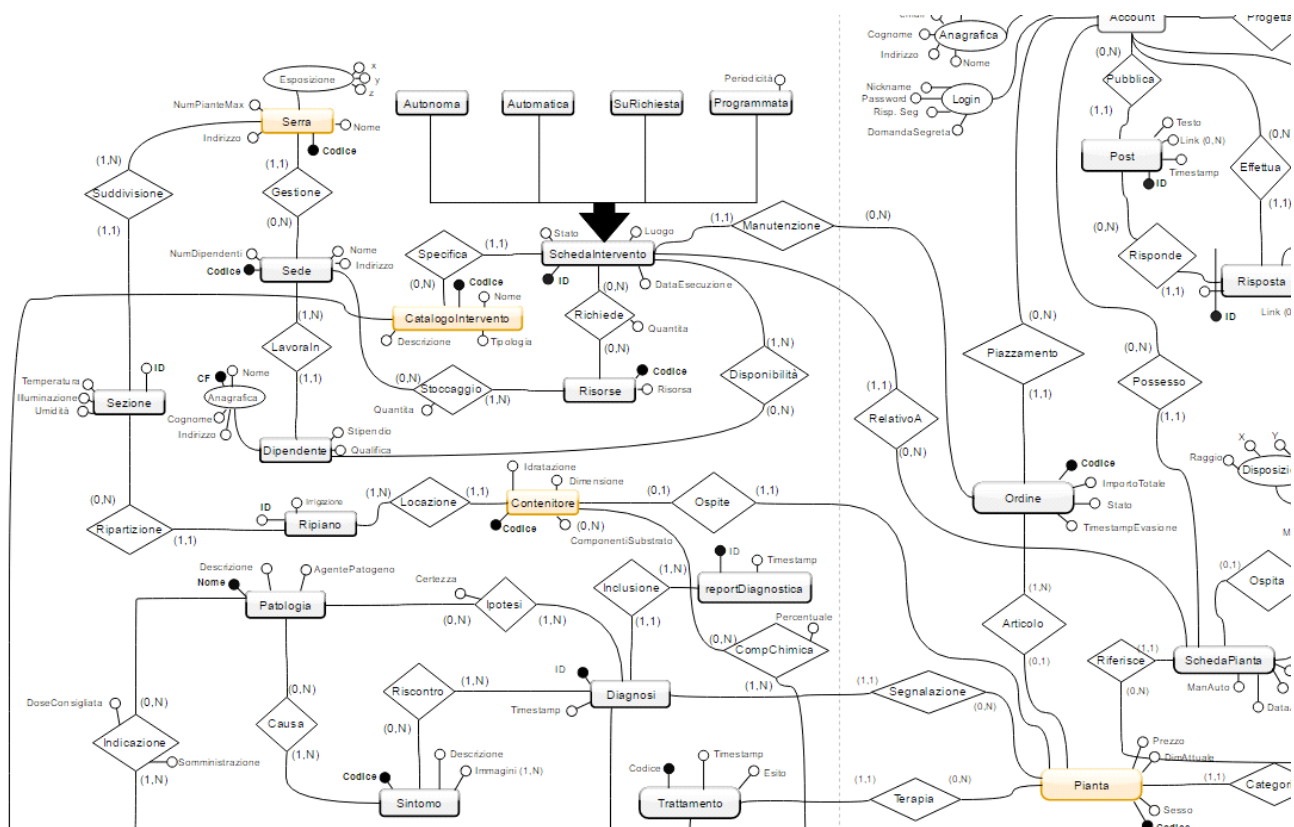 Account
Progetta
Cognome
Anagrafica
Indirizzo
Nome
(0,N)
x
Esposizione
y
z
Periodicità
Pubblica
Nickname
Password
Login
Risp. Seg
DomandaSegreta
NumPianteMax
Autonoma
Automatica
SuRichiesta
Programmata
(1,1)
Serra
Nome
Indirizzo
Codice
Testo
Link (0,N)
Post
Timestamp
ID
(0,N)
Effettua
(1,N)
(1,1)
Suddivisione
Gestione
(1,1)
(1,1)
(0,N)
(0,N)
Stato
Luogo
(1,1)
Manutenzione
(0,N)
(0,N)
NumDipendenti
Nome
Indirizzo
Codice
Sede
Specifica
(1,1)
SchedaIntervento
ID
DataEsecuzione
Risponde
Risposta
(1,1)
Link (0,N)
ID
(0,N)
Codice
Nome
(0,N)
CatalogoIntervento
Richiede
Quantita
Descrizione
Tipologia
(1,N)
LavoraIn
(1,1)
(0,N)
(1,N)
Disponibilità
(0,N)
Piazzamento
(0,N)
Possesso
ID
Temperatura
Illuminazione
Umidità
Sezione
CF
Nome
Anagrafica
Cognome
Indirizzo
(0,N)
Stoccaggio
Quantita
(1,N)
Codice
Risorse
Risorsa
(0,N)
(1,1)
RelativoA
(0,N)
(1,1)
(1,1)
Stipendio
Dipendente
Qualifica
X
Y
Raggio
Idratazione
Dimensione
Codice
ImportoTotale
Ordine
Stato
TimestampEvasione
(0,N)
Ripartizione
(1,1)
ID
Irrigazione
Ripiano
(1,N)
Locazione
(1,1)
Contenitore
Codice
(0,N)
ComponentiSubstrato
(0,1)
Ospite
(1,1)
ID
Timestamp
reportDiagnostica
Descrizione
AgentePatogeno
Nome
Patologia
Certezza
Ipotesi
(0,N)
(1,N)
Inclusione
(1,N)
(1,1)
Percentuale
(0,N)
CompChimica
(1,N)
(1,N)
Articolo
(0,1)
(0,1)
Ospita
Riferisce
(1,1)
(0,N)
SchedaPianta
ManAuto
DoseConsigliata
(0,N)
Indicazione
Somministrazione
(1,N)
(0,N)
Causa
(1,N)
Riscontro
(1,N)
(0,N)
ID
Diagnosi
Timestamp
(1,1)
Segnalazione
(0,N)
Codice
Descrizione
Immagini (1,N)
Sintomo
Codice
Timestamp
Esito
Trattamento
(1,1)
(0,N)
Terapia
Prezzo
DimAttuale
Pianta
Sesso
Codice
(1,1)